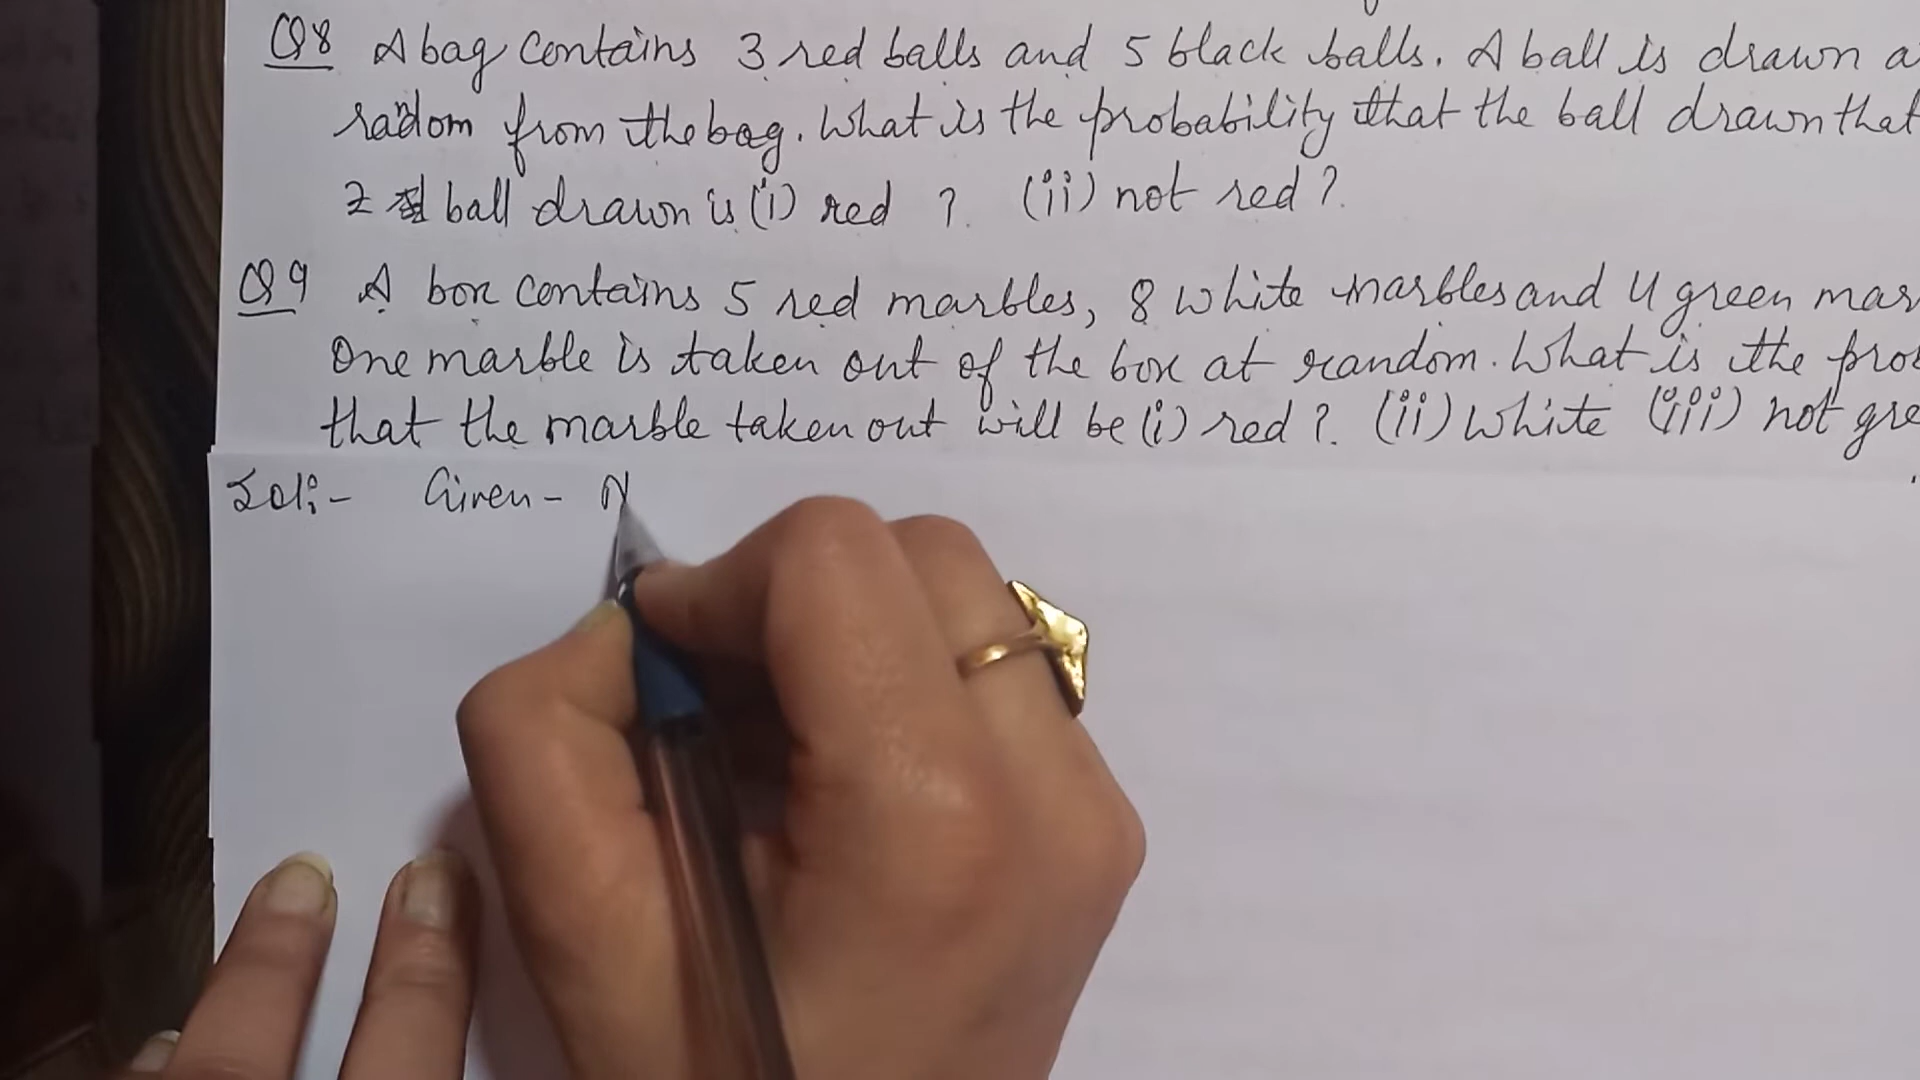 Q8 A bag contains 3 red balls and 5 black balls. A ball is drawn a
random from the bag. What is the probability that the ball drawn that
ball drawn is (i) red ? (ii) not red ?
Q9 A box contains 5 red marbles, 8 white marbles and 4 green mar
One marble is taken out of the box at random. What is the prob
that the marble taken out will be (i) red ? (ii) White (iii) not gre
Sol:- Given- N